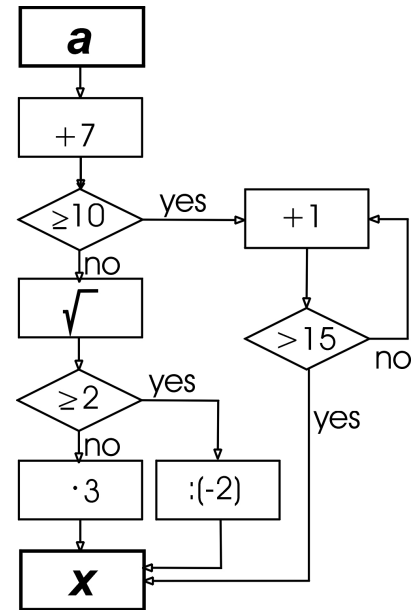 a
+7
≥10
yes
+1
no
√
>15
no
≥2
yes
yes
no
·3
:(-2)
x